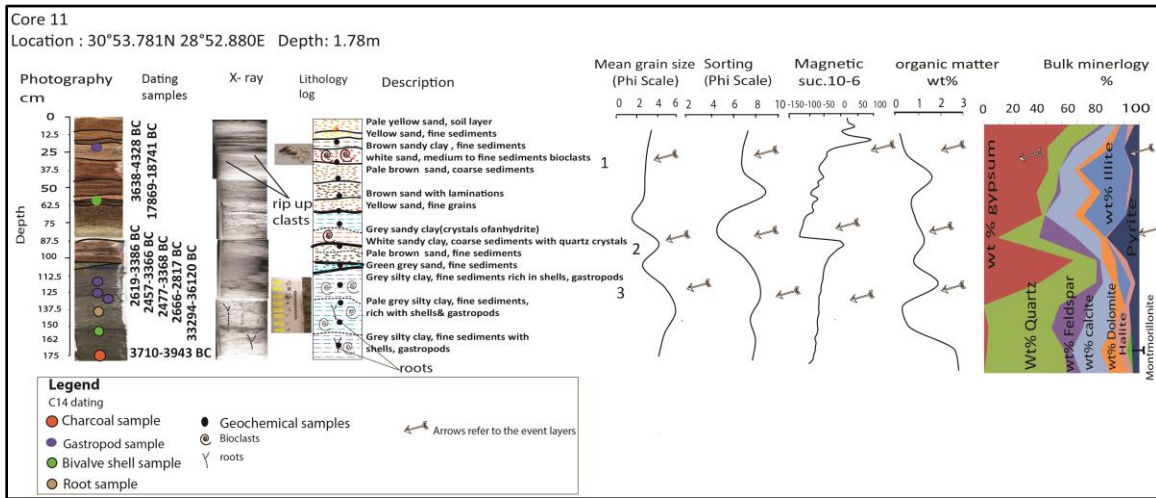 Core 11
Location : 30°53.781N 28°52.880E Depth: 1.78m
Photography
cm
Dating
samples
X- ray
Lithology
log
Description
Mean grain size
(Phi Scale)
Sorting
(Phi Scale)
Magnetic
suc.10-6
organic matter
wt%
Bulk minerlogy
%
0 2 4 6
2 4 6 8 10
-150 -100 -50 0 50 100
0 1 2 3
0 20 40 60 80 100
Depth
0
12.5
25
37.5
50
62.5
75
87.5
100
112.5
125
137.5
150
162
175
3638-4328 BC
17869-18741 BC
2619-3386 BC
2457-3366 BC
2477-3368 BC
2666-2817 BC
33294-36120 BC
3710-3943 BC
rip up
clasts
Pale yellow sand, soil layer
Yellow sand, fine sediments
Brown sandy clay , fine sediments
white sand, medium to fine sediments bioclasts
Pale brown sand, coarse sediments
Brown sand with laminations
Yellow sand, fine grains
Grey sandy clay(crystals ofanhydrite)
White sandy clay, coarse sediments with quartz crystals
Pale brown sand, fine sediments
Green grey sand, fine sediments
Grey silty clay, fine sediments rich in shells, gastropods
Pale grey silty clay, fine sediments,
rich with shells& gastropods
Grey silty clay, fine sediments with
shells, gastropods
roots
1
2
3
wt % gypsum
Wt% Quartz
wt% Feldspar
wt% calcite
wt% Dolomite
Halite
wt% Illite
Pyrite
Montmorillonite
Legend
C14 dating
Charcoal sample
Gastropod sample
Bivalve shell sample
Root sample
Geochemical samples
Bioclasts
roots
Arrows refer to the event layers